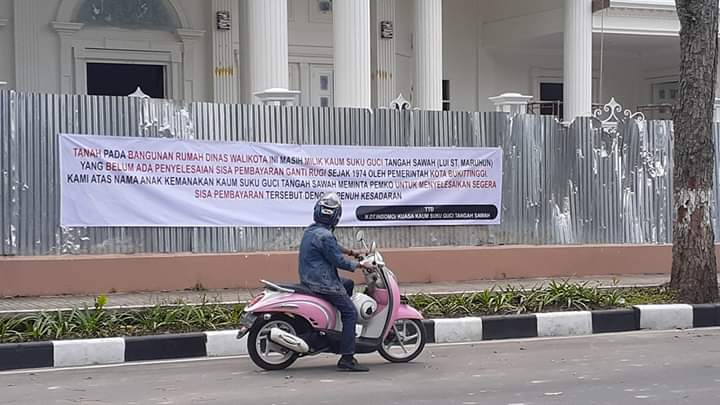 TANAH PADA BANGUNAN RUMAH DINAS WALIKOTA INI MASIH MILIK KAUM SUKU GUCI TANGAH SAWAH (LUI ST. MARUHUN)
YANG BELUM ADA PENYELESAIAN SISA PEMBAYARAN GANTI RUGI SEJAK 1974 OLEH PEMERINTAH KOTA BUKITTINGGI.
KAMI ATAS NAMA ANAK KEMANAKAN KAUM SUKU GUCI TANGAH SAWAH MEMINTA PEMKO UNTUK MENYELESAIKAN SEGERA
SISA PEMBAYARAN TERSEBUT DENGAN PENUH KESADARAN
TTD
KUASA KAUM SUKU GUCI TANGAH SAWAH